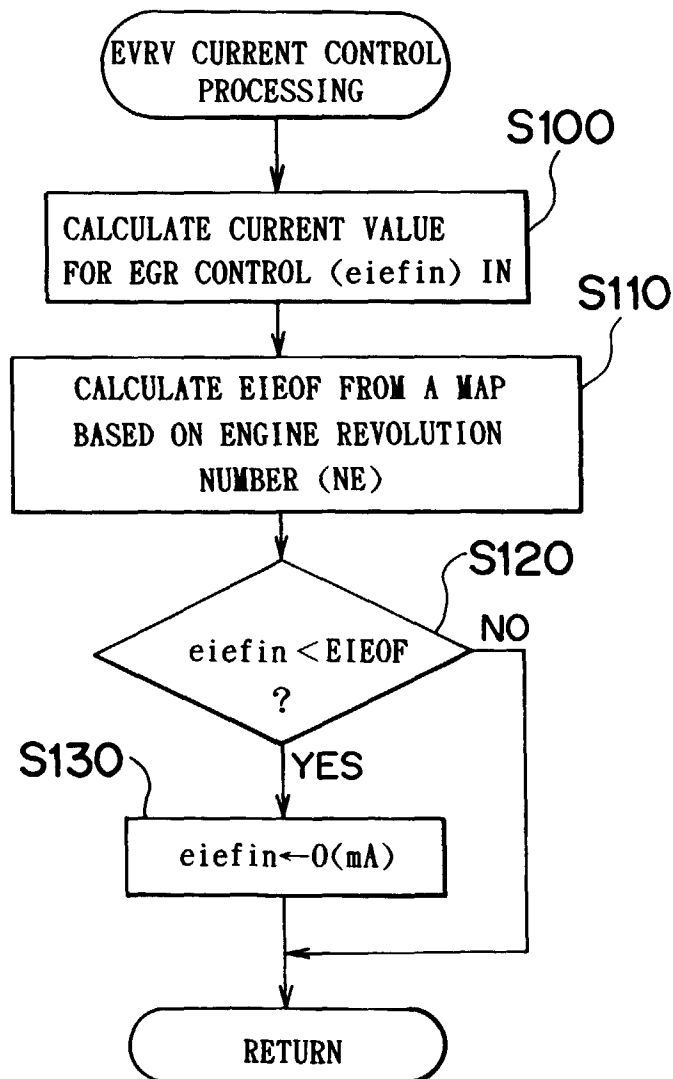 EVRV CURRENT CONTROL
PROCESSING
S100
CALCULATE CURRENT VALUE
FOR EGR CONTROL (eiefin) IN
S110
CALCULATE EIEOF FROM A MAP
BASED ON ENGINE REVOLUTION
NUMBER (NE)
S120
eiefin<EIEOF
?
NO
YES
S130
eiefin←0(mA)
RETURN